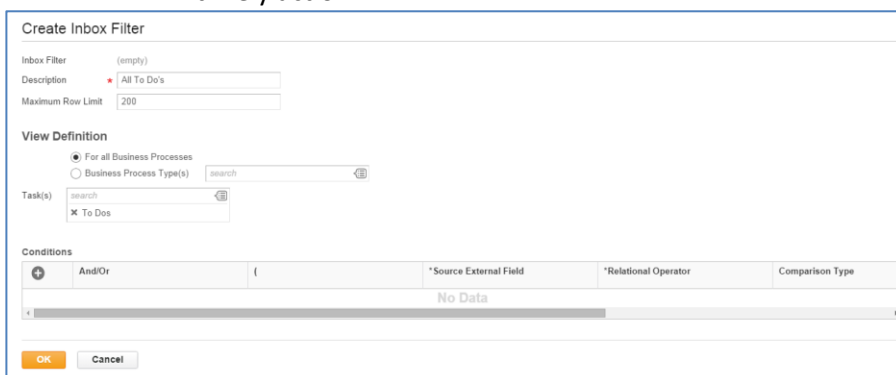 Create Inbox Filter
Inbox Filter (empty)
Description * All To Do's
Maximum Row Limit 200
View Definition
For all Business Processes
Business Process Type(s) search
Task(s) search
× To Dos
Conditions
And/Or ( *Source External Field *Relational Operator Comparison Type
No Data
OK Cancel